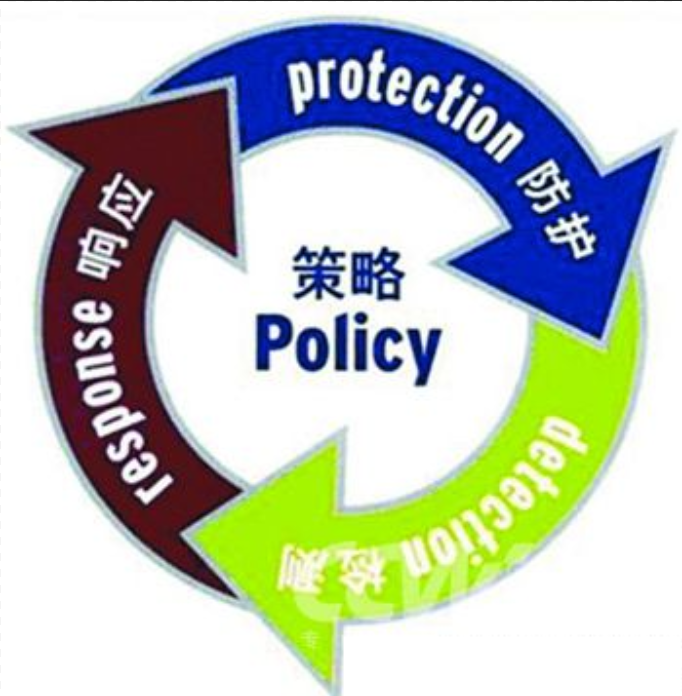 protection 防护
detection 检测
response 响应
策略
Policy